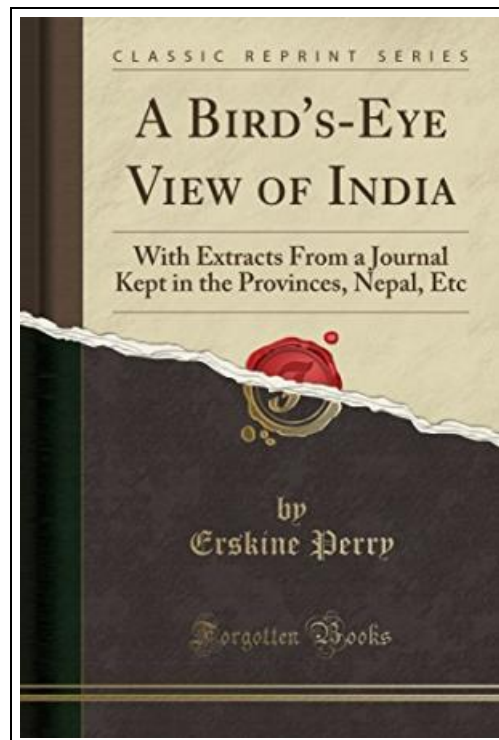 CLASSIC REPRINT SERIES
A BIRD'S-EYE
VIEW OF INDIA
With Extracts From a Journal
Kept in the Provinces, Nepal, Etc
by
Erskine Perry
Forgotten Books